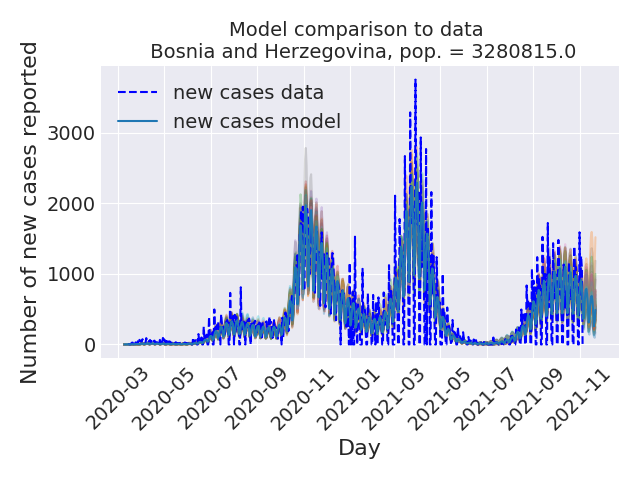 Model comparison to data
Bosnia and Herzegovina, pop. = 3280815.0
Number of new cases reported
new cases data
new cases model
3000
2000
1000
0
2020-03
2020-05
2020-07
2020-09
2020-11
2021-01
2021-03
2021-05
2021-07
2021-09
2021-11
Day